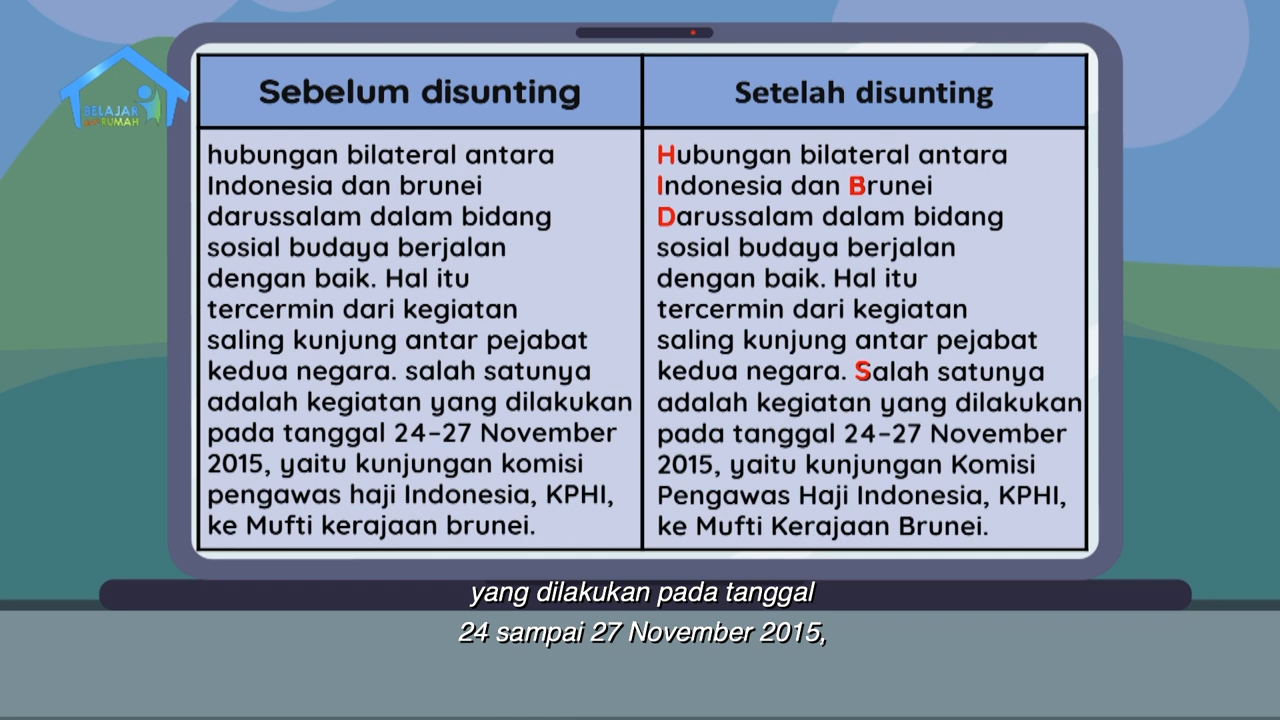 BELAJAR
DARI RUMAH
Sebelum disunting
hubungan bilateral antara
Indonesia dan brunei
darussalam dalam bidang
sosial budaya berjalan
dengan baik. Hal itu
tercermin dari kegiatan
saling kunjung antar pejabat
kedua negara. salah satunya
adalah kegiatan yang dilakukan
pada tanggal 24–27 November
2015, yaitu kunjungan komisi
pengawas haji Indonesia, KPHI,
ke Mufti kerajaan brunei.
Setelah disunting
Hubungan bilateral antara
Indonesia dan Brunei
Darussalam dalam bidang
sosial budaya berjalan
dengan baik. Hal itu
tercermin dari kegiatan
saling kunjung antar pejabat
kedua negara. Salah satunya
adalah kegiatan yang dilakukan
pada tanggal 24–27 November
2015, yaitu kunjungan Komisi
Pengawas Haji Indonesia, KPHI,
ke Mufti Kerajaan Brunei.
yang dilakukan pada tanggal
24 sampai 27 November 2015,